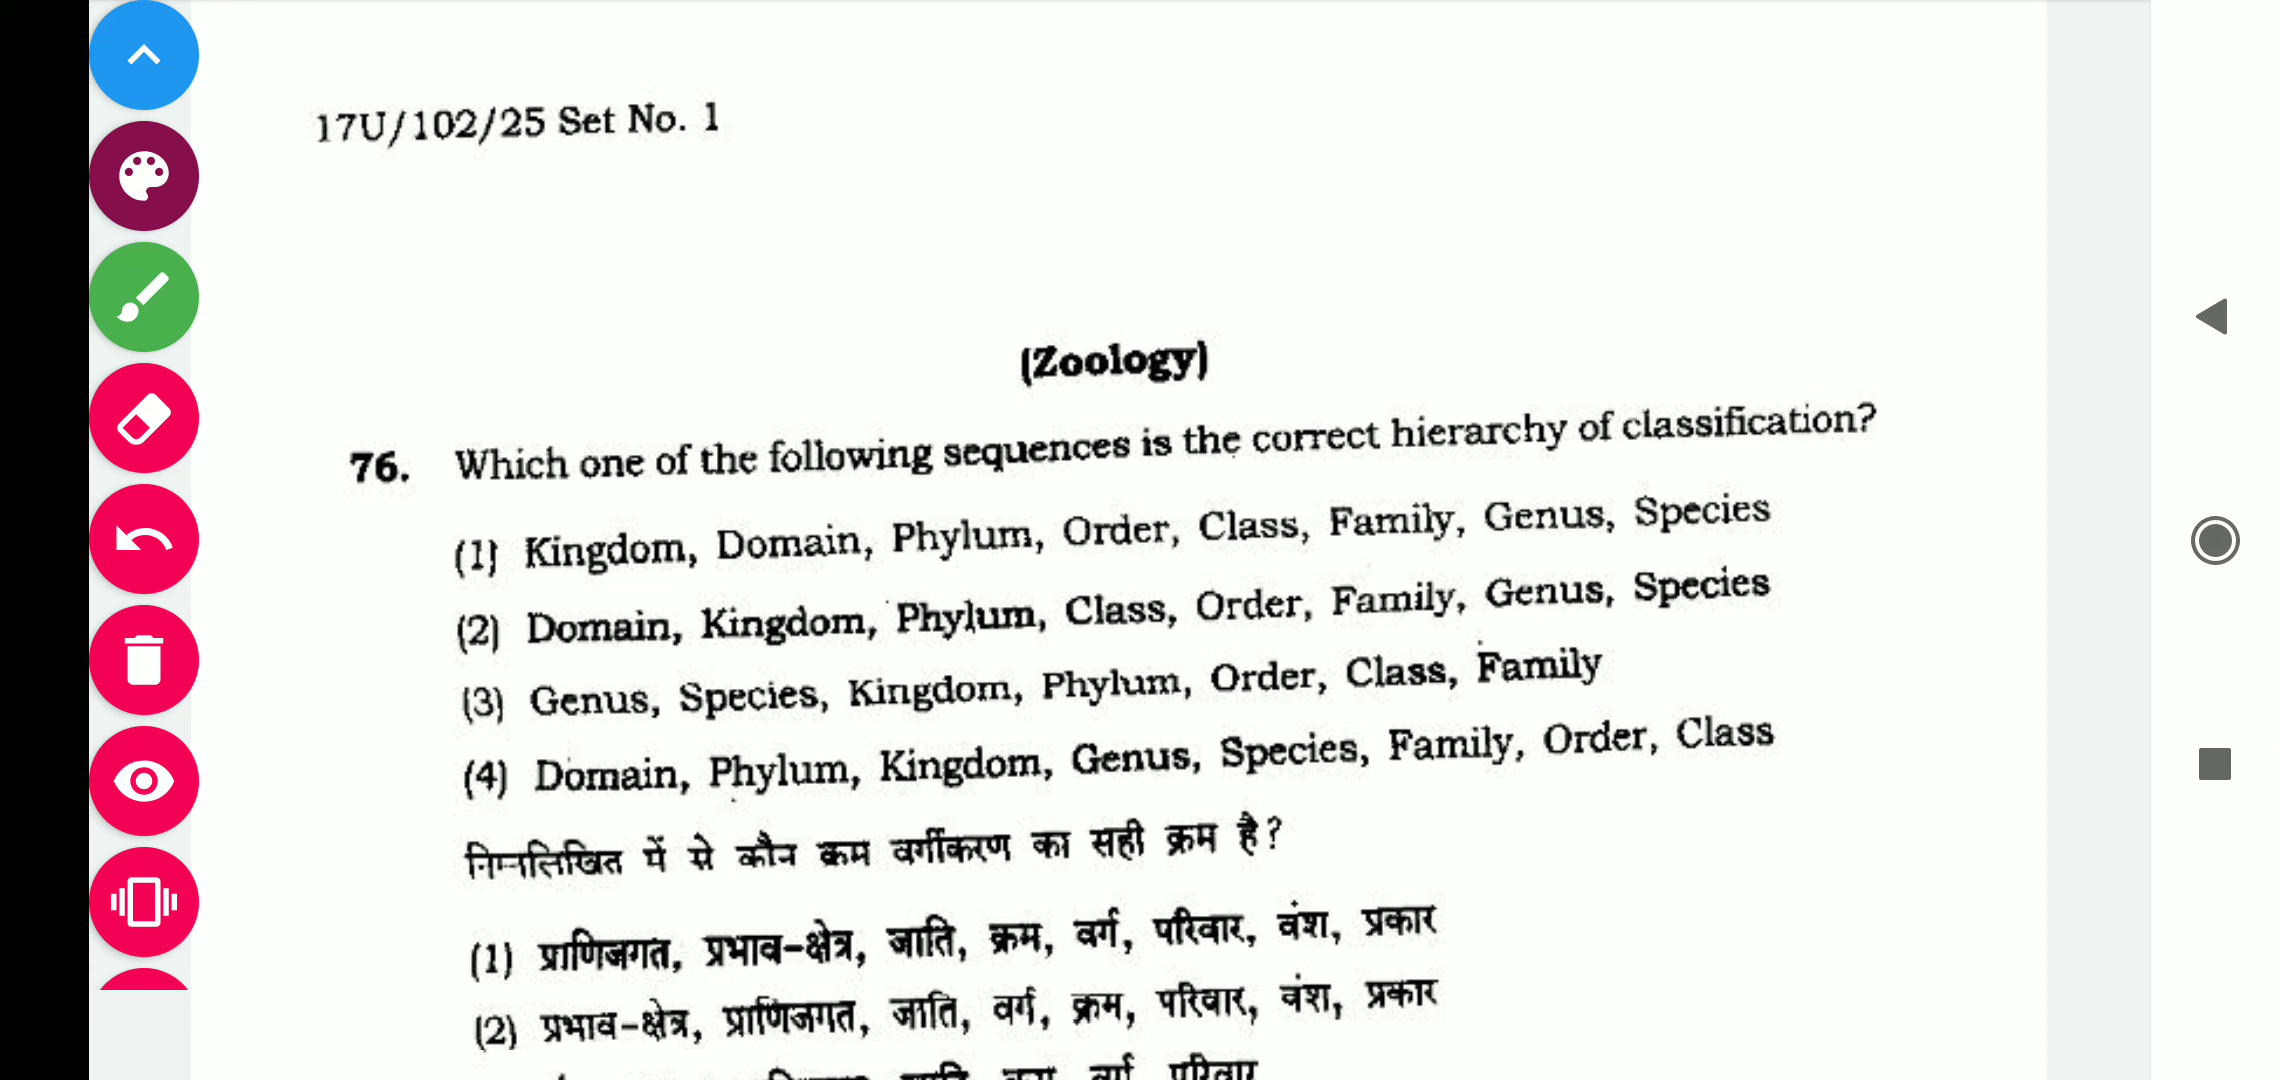 17U/102/25 Set No. 1
(Zoology)
76. Which one of the following sequences is the correct hierarchy of classification?
(1) Kingdom, Domain, Phylum, Order, Class, Family, Genus, Species
(2) Domain, Kingdom, Phylum, Class, Order, Family, Genus, Species
(3) Genus, Species, Kingdom, Phylum, Order, Class, Family
(4) Domain, Phylum, Kingdom, Genus, Species, Family, Order, Class
निम्नलिखित में से कौन क्रम वर्गीकरण का सही क्रम है?
(1) प्राणिजगत, प्रभाव-क्षेत्र, जाति, क्रम, वर्ग, परिवार, वंश, प्रकार
(2) प्रभाव-क्षेत्र, प्राणिजगत, जाति, वर्ग, क्रम, परिवार, वंश, प्रकार